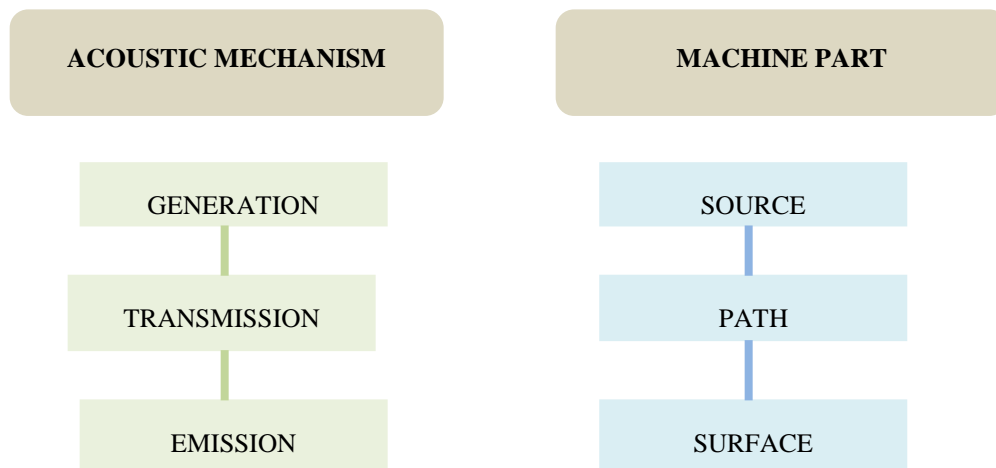 ACOUSTIC MECHANISM
MACHINE PART
GENERATION
SOURCE
TRANSMISSION
PATH
EMISSION
SURFACE